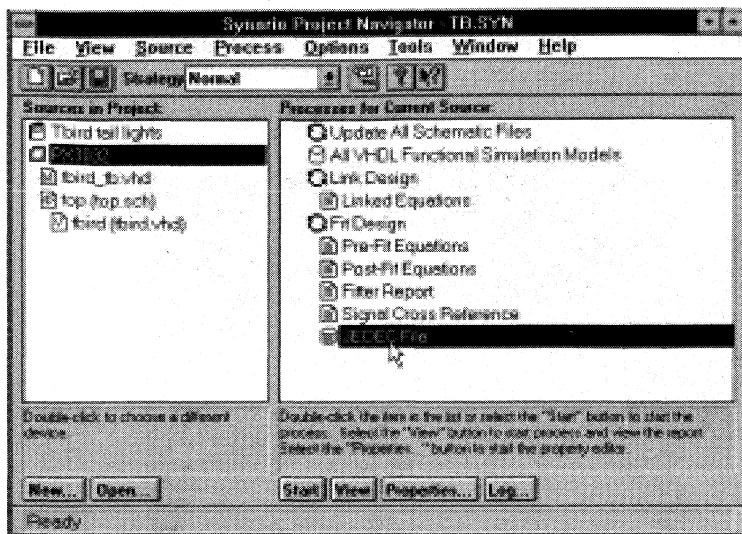 Synario Project Navigator - TB.SYN
File View Source Process Options Tools Window Help
Strategy Normal
Sources in Project:
Tbird tail lights
tbird_tb.vhd
top (top.sch)
tbird (tbird.vhd)
Double-click to choose a different
device
New... Open...
Processes for Current Source:
Update All Schematic Files
All VHDL Functional Simulation Models
Link Design
Linked Equations
Fit Design
Pre-Fit Equations
Post-Fit Equations
Fitter Report
Signal Cross Reference
JEDEC File
Double-click the item in the list or select the "Start" button to start the
process. Select the "View" button to start process and view the report.
Select the "Properties..." button to start the property editor.
Start View Properties... Log...
Ready